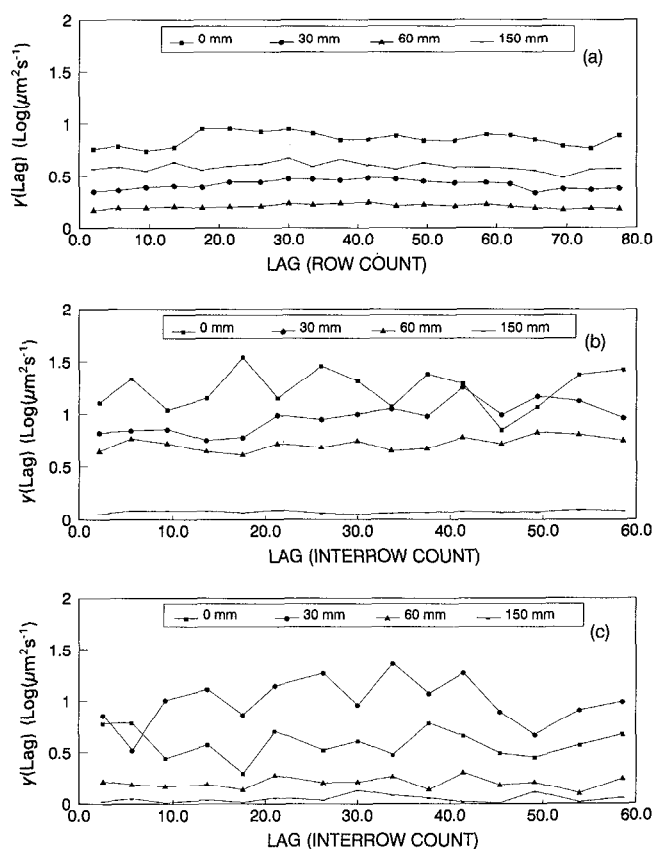 2
1.5
1
0.5
0
γ(Lag) (Log(μm²s⁻¹)
0 mm 30 mm 60 mm 150 mm
(a)
0.0 10.0 20.0 30.0 40.0 50.0 60.0 70.0 80.0
LAG (ROW COUNT)
2
1.5
1
0.5
0
γ(Lag) (Log(μm²s⁻¹)
0 mm 30 mm 60 mm 150 mm
(b)
0.0 10.0 20.0 30.0 40.0 50.0 60.0
LAG (INTERROW COUNT)
2
1.5
1
0.5
0
γ(Lag) (Log(μm²s⁻¹)
0 mm 30 mm 60 mm 150 mm
(c)
0.0 10.0 20.0 30.0 40.0 50.0 60.0
LAG (INTERROW COUNT)